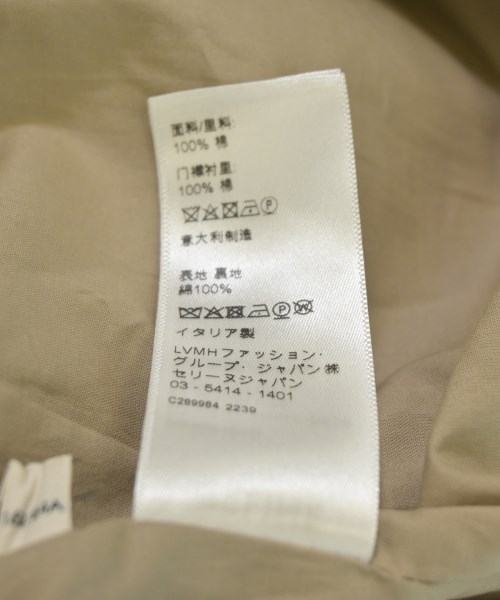 面料/里料:
100% 棉
门襟衬里:
100% 棉
P
意大利制造
表地 裏地
綿100%
P W
イタリア製
LVMHファッション・
グループ・ジャパン㈱
セリーヌジャパン
03 - 5414 - 1401
C289984 2239